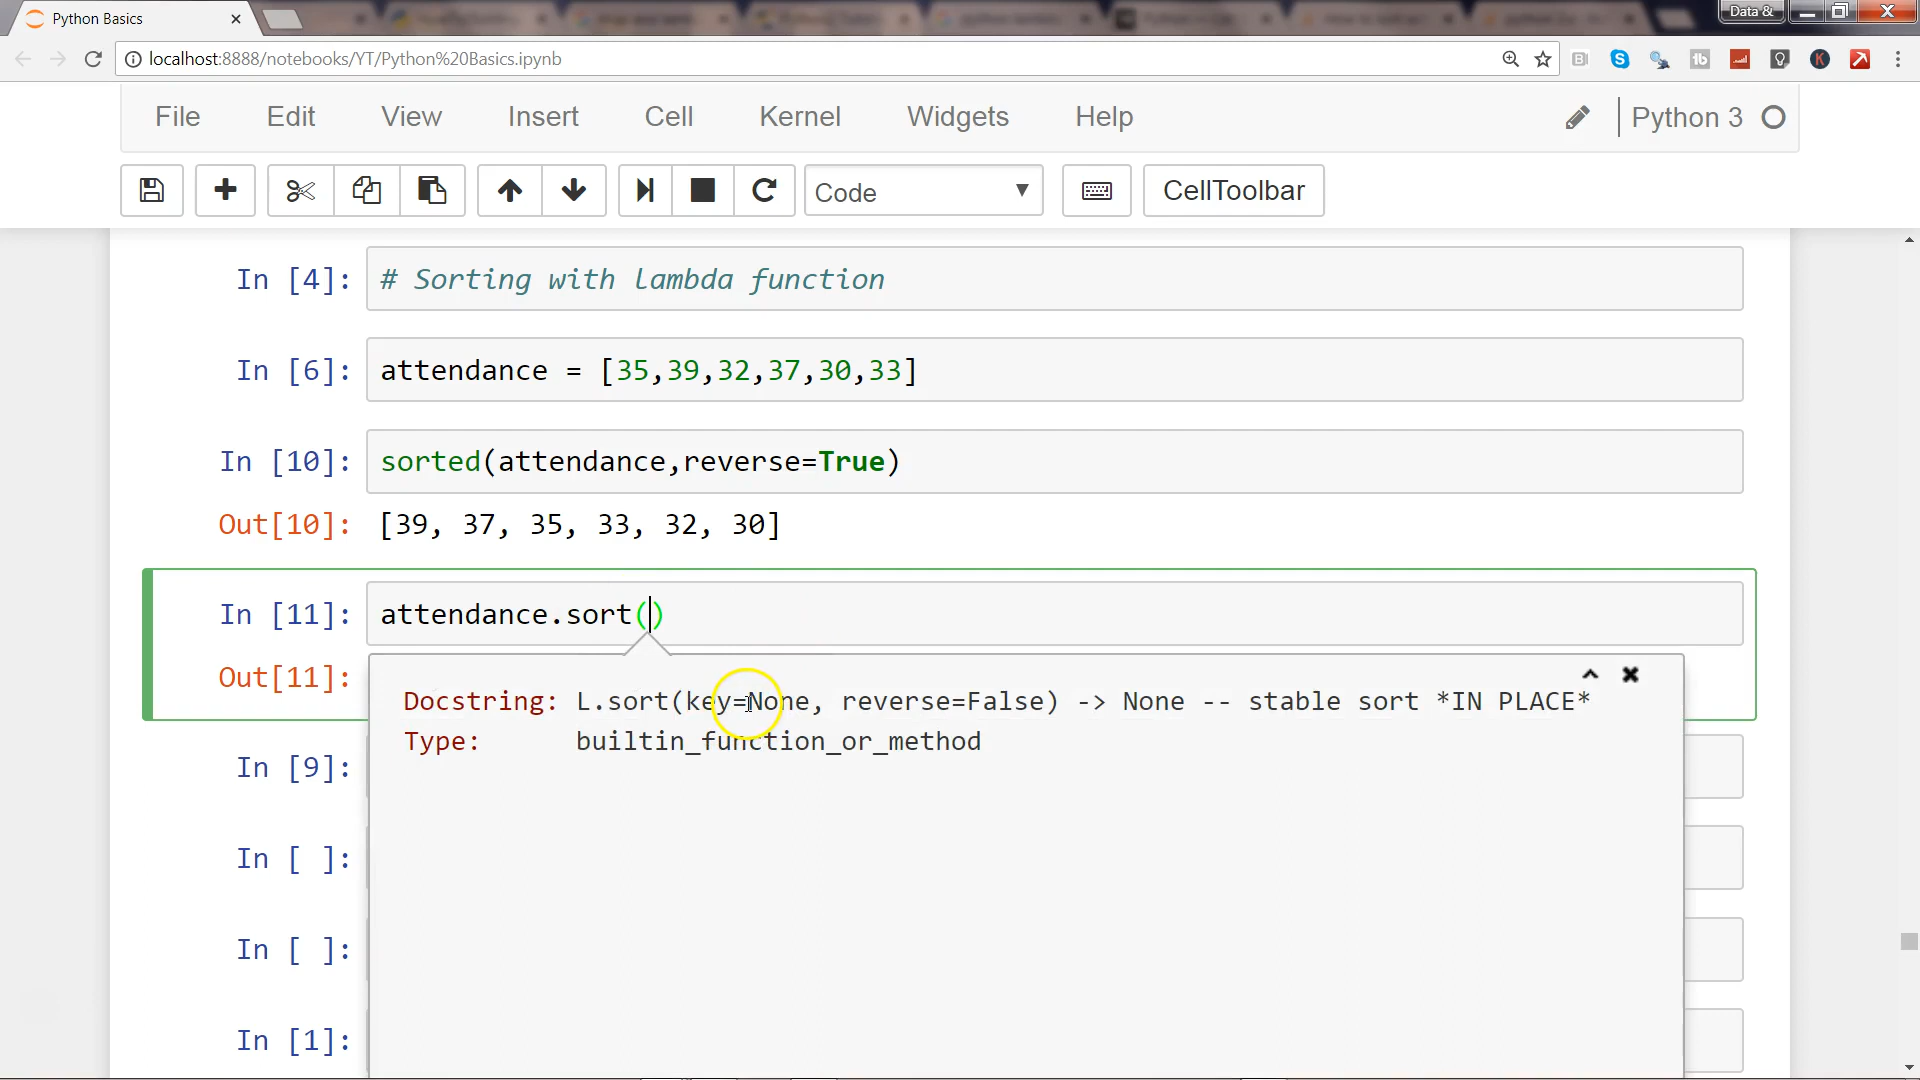 Python Basics
Data &
localhost:8888/notebooks/YT/Python%20Basics.ipynb
File Edit View Insert Cell Kernel Widgets Help Python 3
Code CellToolbar
In [4]: # Sorting with lambda function
In [6]: attendance = [35,39,32,37,30,33]
In [10]: sorted(attendance,reverse=True)
Out[10]: [39, 37, 35, 33, 32, 30]
In [11]: attendance.sort()
Out[11]:
Docstring: L.sort(key=None, reverse=False) -> None -- stable sort *IN PLACE*
Type: builtin_function_or_method
In [9]:
In [ ]:
In [ ]:
In [1]: